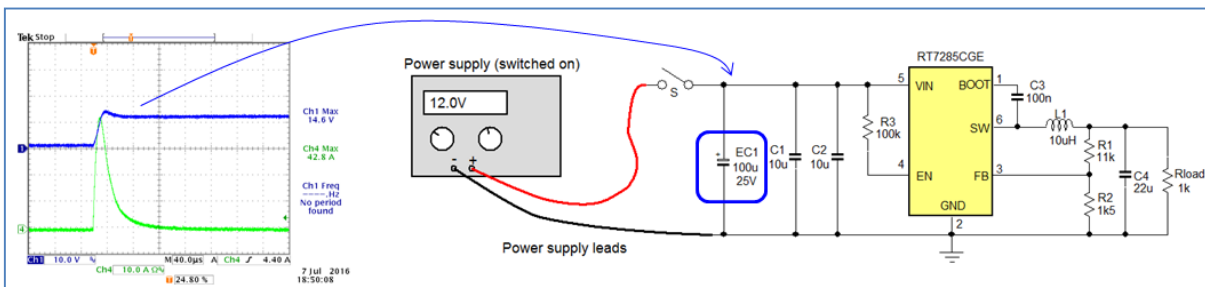 Tek Stop
T
1
4
Ch1 Max
14.6 V
Ch4 Max
42.8 A
Ch1 Freq
----.Hz
No period
found
Ch1 10.0 V M 40.0µs A Ch4 4.40 A
Ch4 10.0 A Ω
24.80 %
7 Jul 2016
18:50:08
Power supply (switched on)
12.0V
- +
Power supply leads
S
+
EC1
100u
25V
C1
10u
C2
10u
R3
100k
RT7285CGE
5
VIN
BOOT
1
C3
100n
SW
6
L1
10uH
4
EN
FB
3
GND
2
R1
11k
R2
1k5
C4
22u
Rload
1k